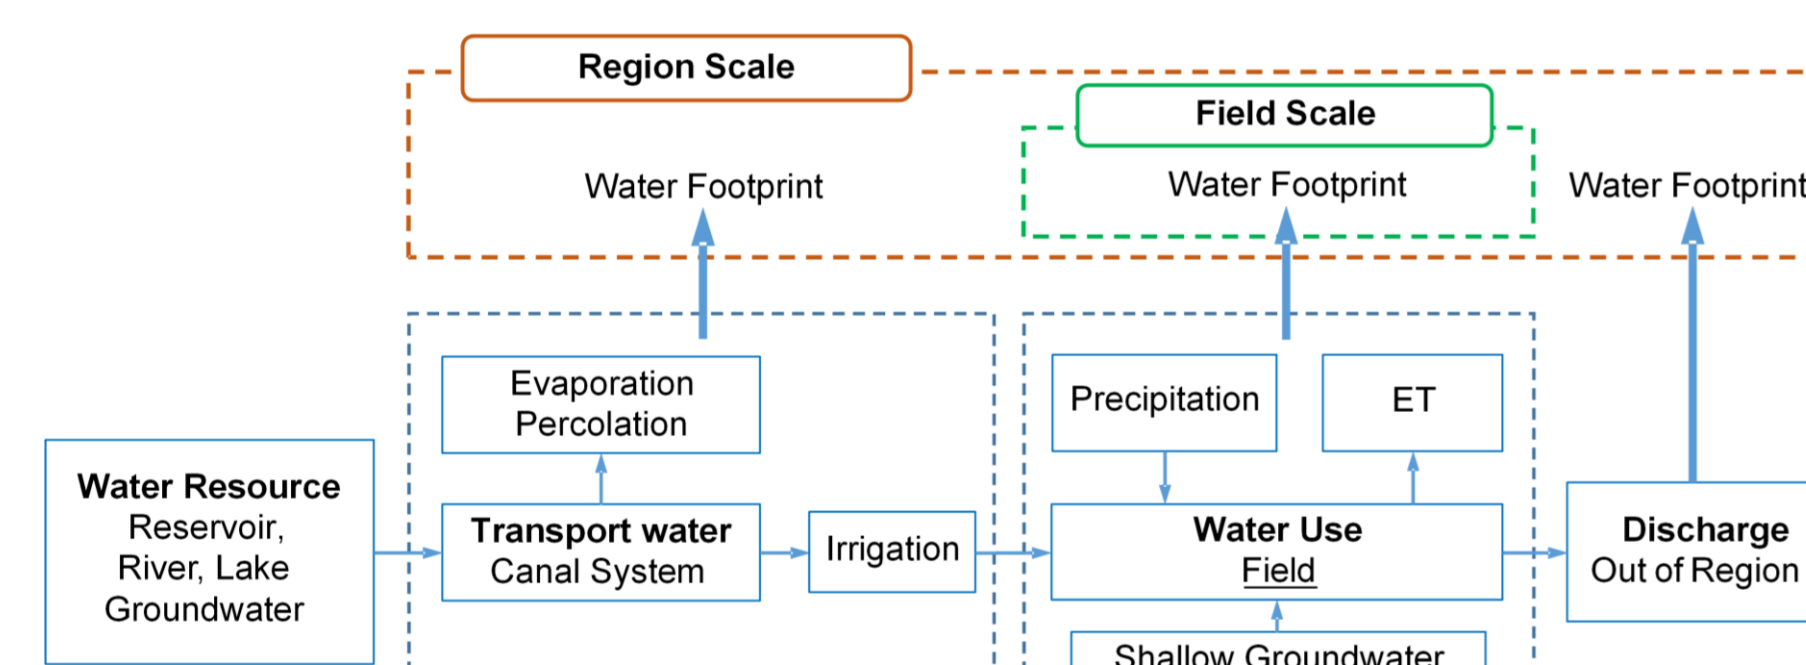 Region Scale
Field Scale
Water Footprint
Water Footprint
Water Footprint
Evaporation
Percolation
Precipitation
ET
Water Resource
Reservoir,
River, Lake
Groundwater
Transport water
Canal System
Irrigation
Water Use
Field
Discharge
Out of Region
Shallow Groundwater